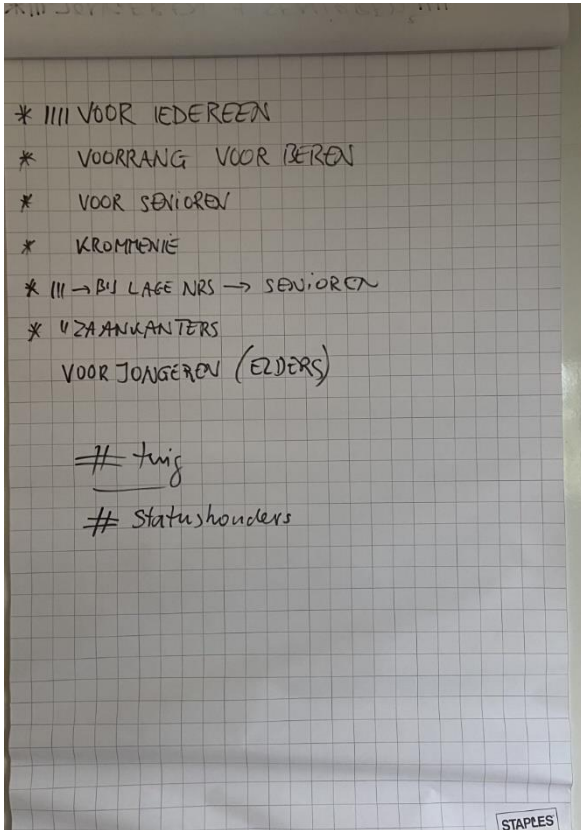 * IIII VOOR IEDEREEN
* VOORRANG VOOR BEREN
* VOOR SENIOREN
* KROMMENIE
* III → BIJ LAGE NRS → SENIOREN
* "ZAANKANTERS
VOOR JONGEREN (ELDERS)
# tuig
# Statushouders
STAPLES